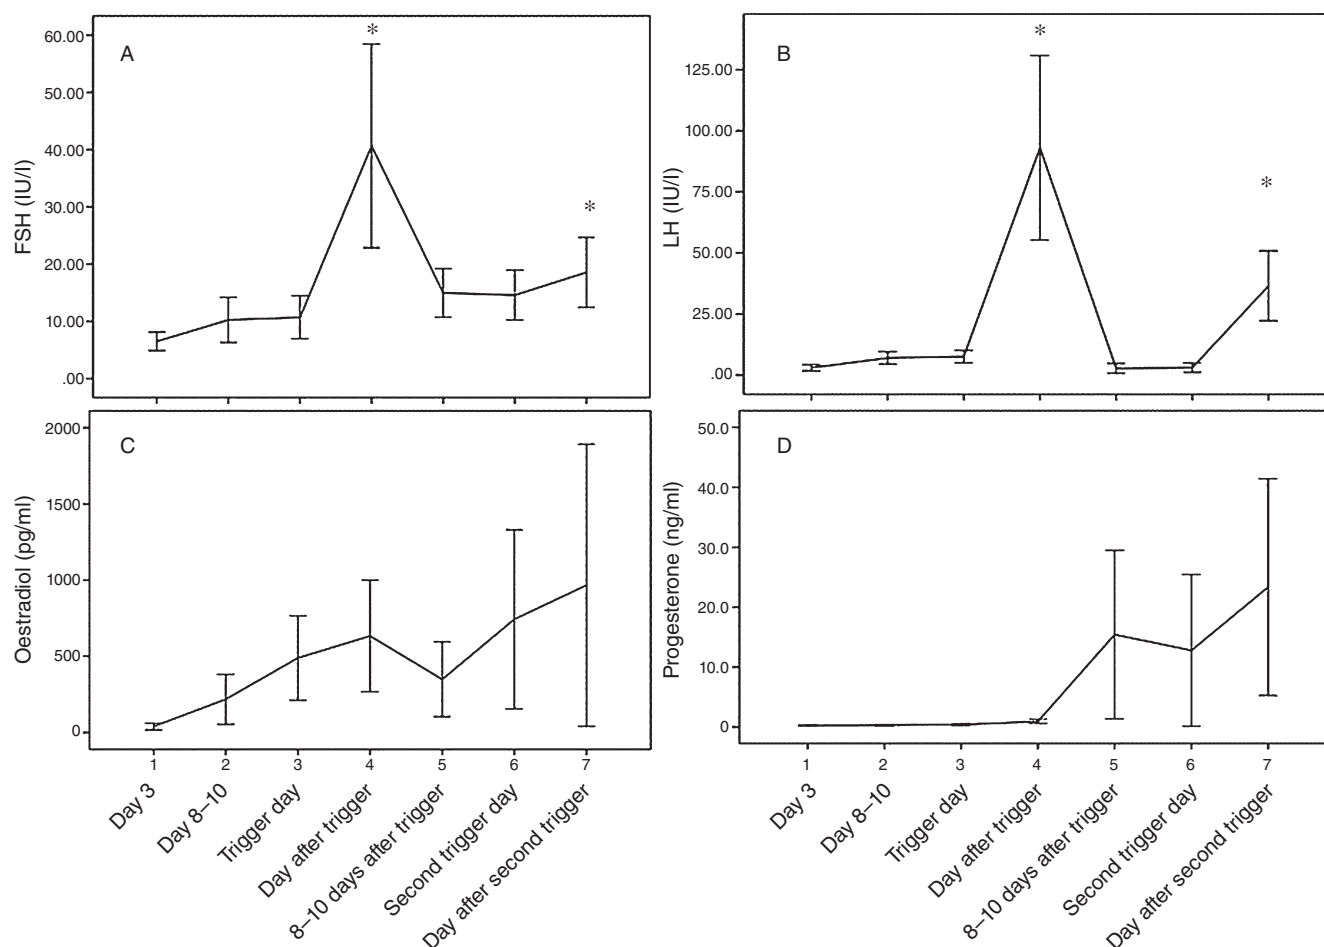 A
*
*
60.00
50.00
40.00
30.00
20.00
10.00
.00
FSH (IU/l)
B
*
*
125.00
100.00
75.00
50.00
25.00
.00
LH (IU/l)
C
2000
1500
1000
500
0
Oestradiol (pg/ml)
1 2 3 4 5 6 7
Day 3
Day 8–10
Trigger day
Day after trigger
8–10 days after trigger
Second trigger day
Day after second trigger
D
50.0
40.0
30.0
20.0
10.0
0
Progesterone (ng/ml)
1 2 3 4 5 6 7
Day 3
Day 8–10
Trigger day
Day after trigger
8–10 days after trigger
Second trigger day
Day after second trigger